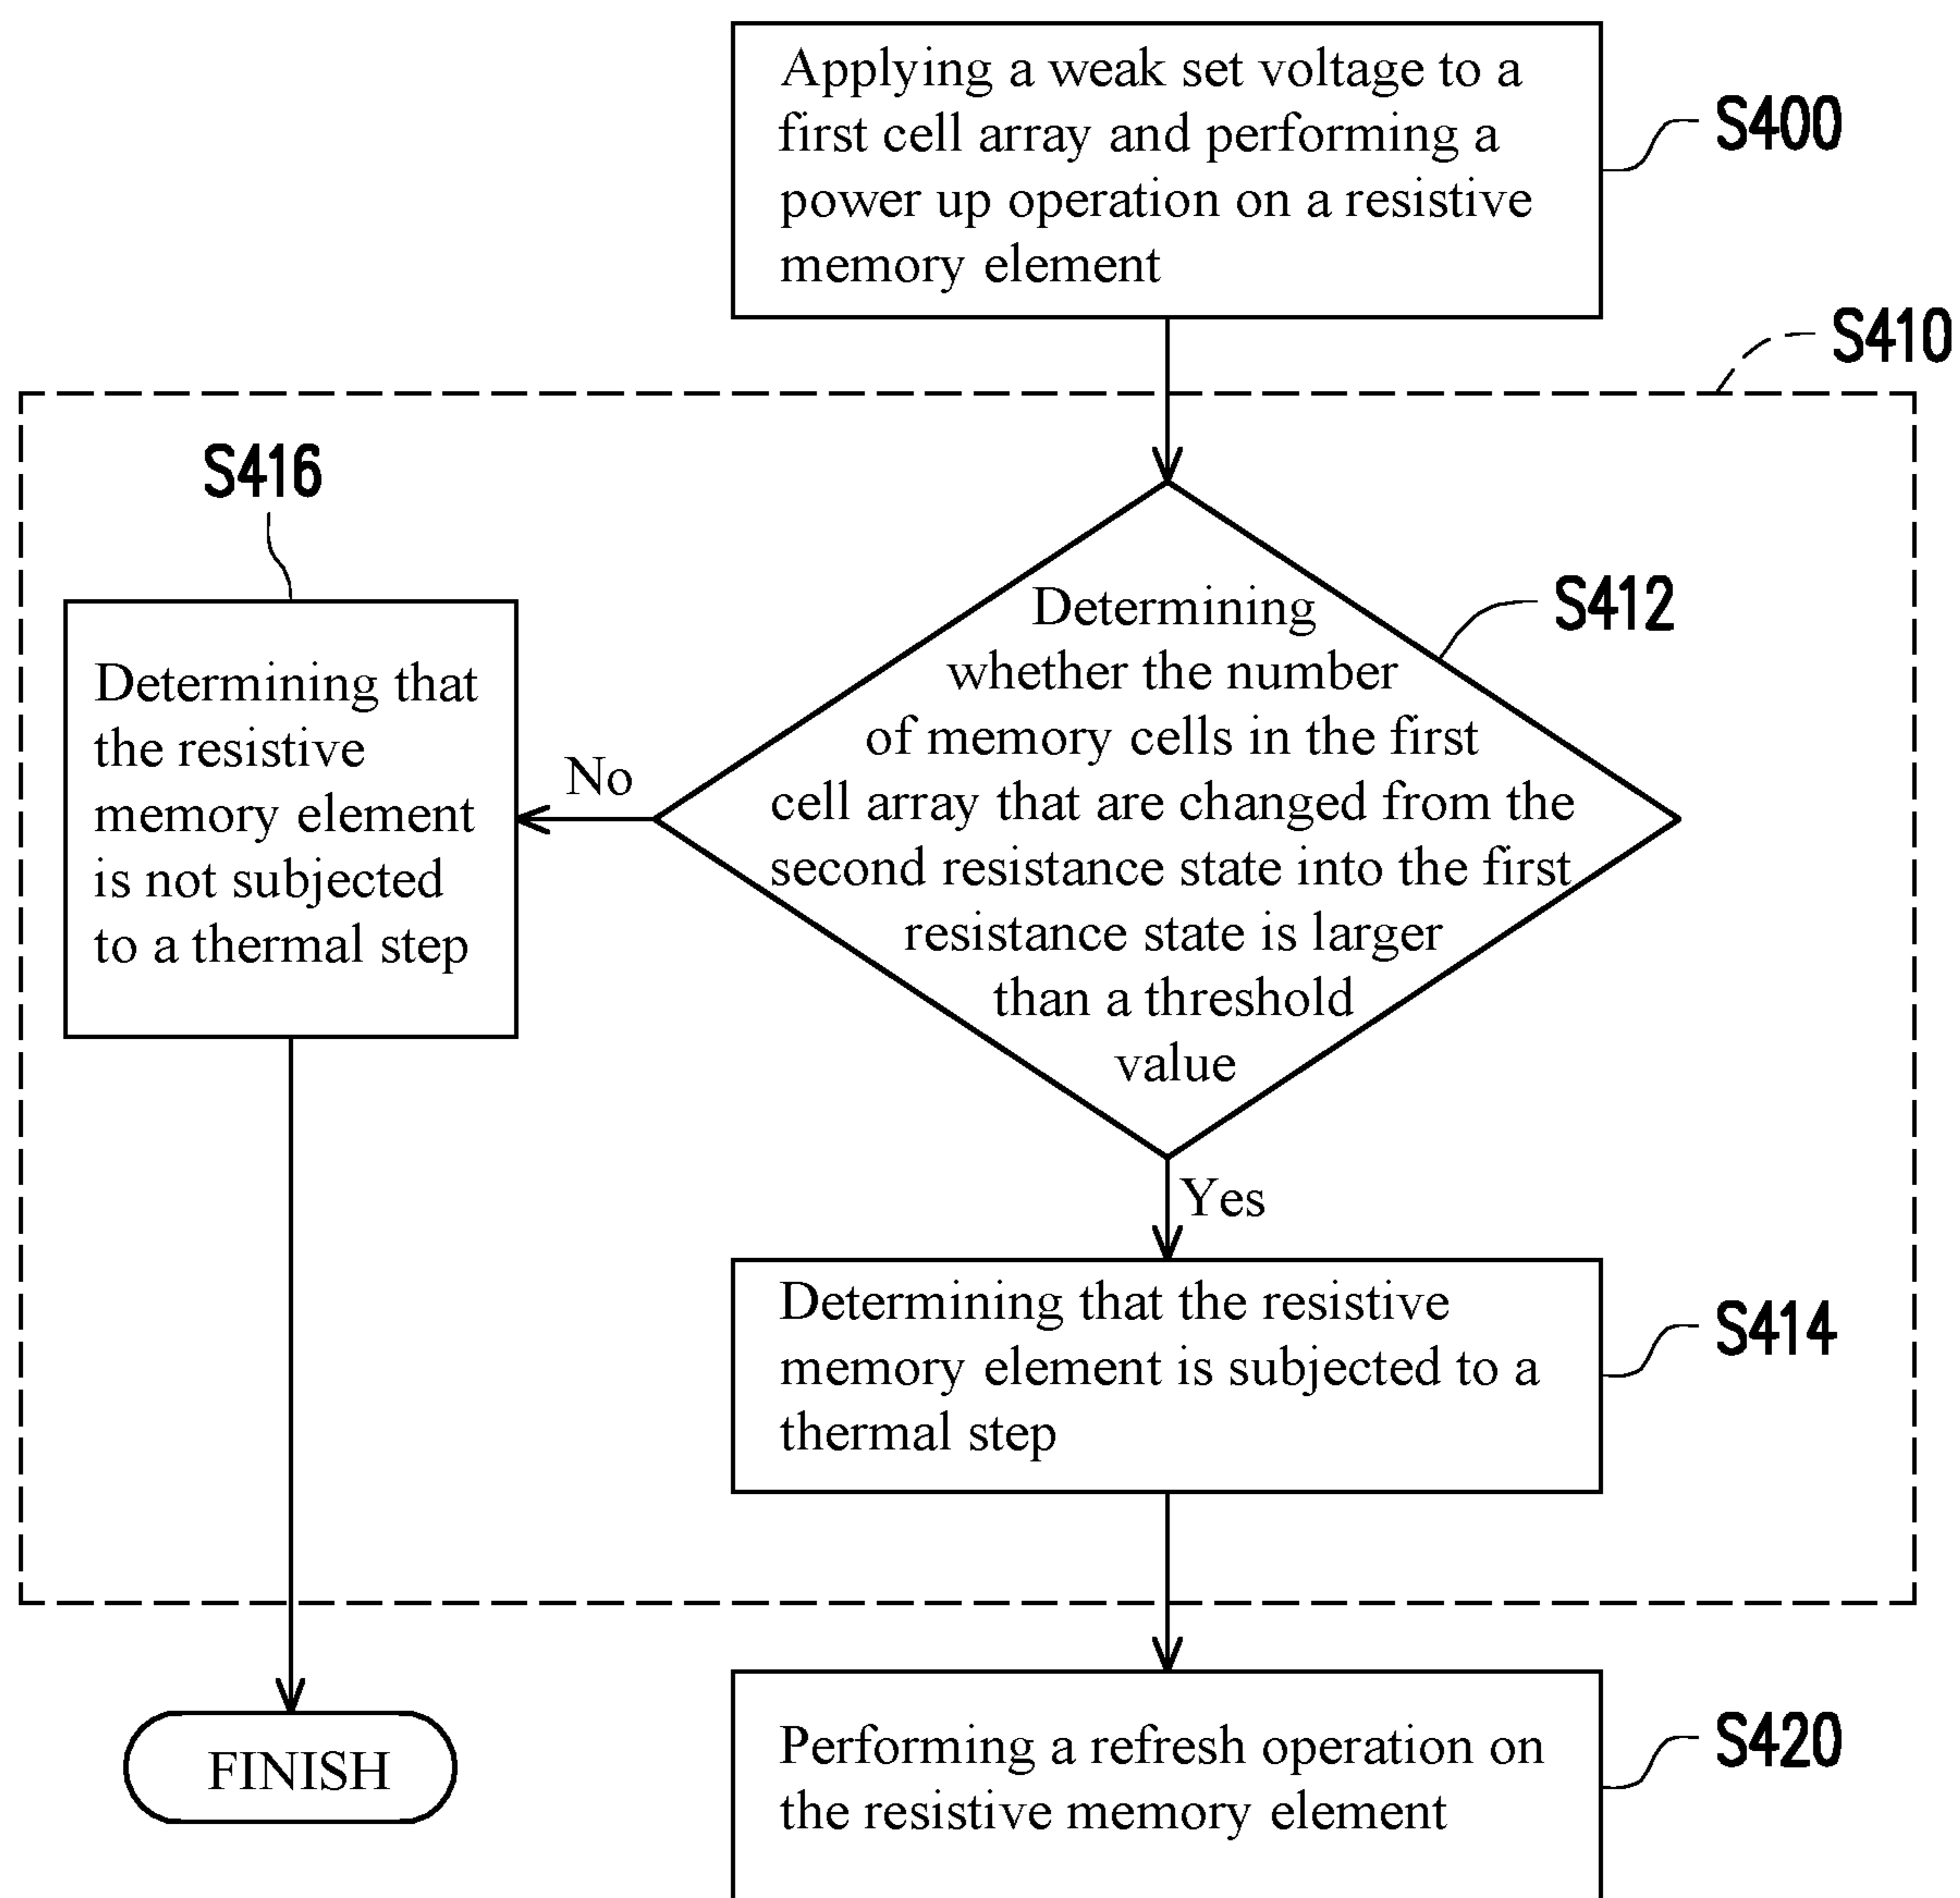 Applying a weak set voltage to a
first cell array and performing a
power up operation on a resistive
memory element
S400
S410
S416
Determining that
the resistive
memory element
is not subjected
to a thermal step
No
Determining
whether the number
of memory cells in the first
cell array that are changed from the
second resistance state into the first
resistance state is larger
than a threshold
value
S412
Yes
Determining that the resistive
memory element is subjected to a
thermal step
S414
FINISH
Performing a refresh operation on
the resistive memory element
S420